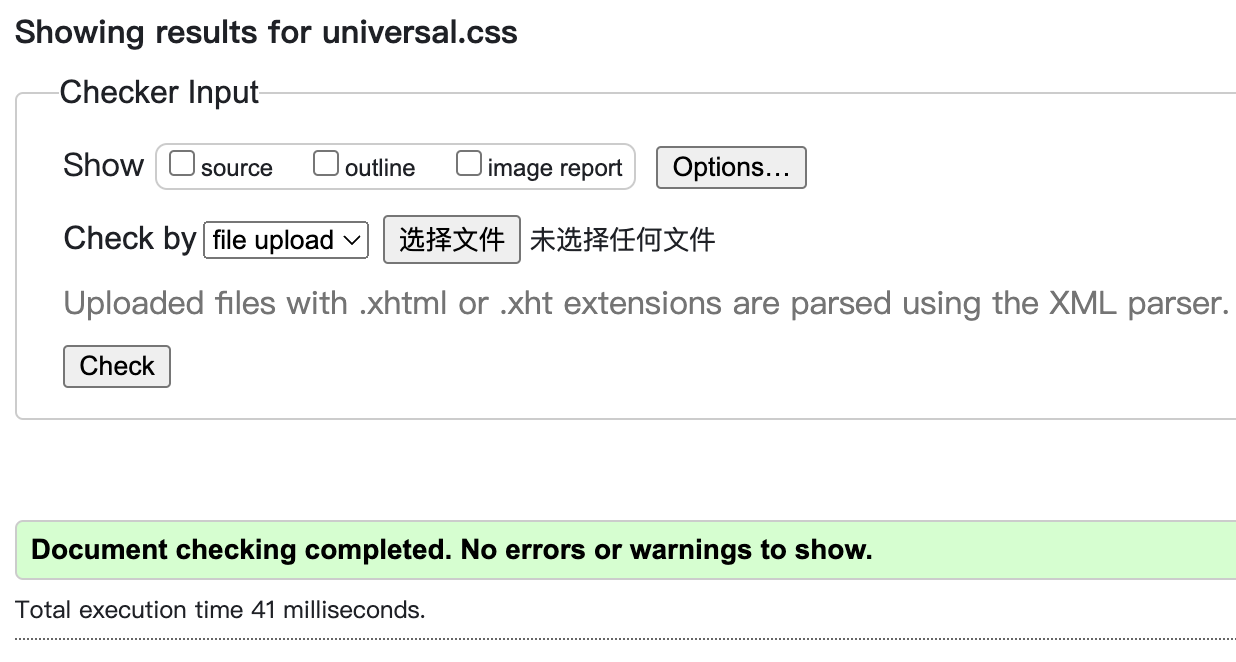 Showing results for universal.css
Checker Input
Show source outline image report Options...
Check by file upload 选择文件 未选择任何文件
Uploaded files with .xhtml or .xht extensions are parsed using the XML parser.
Check
Document checking completed. No errors or warnings to show.
Total execution time 41 milliseconds.